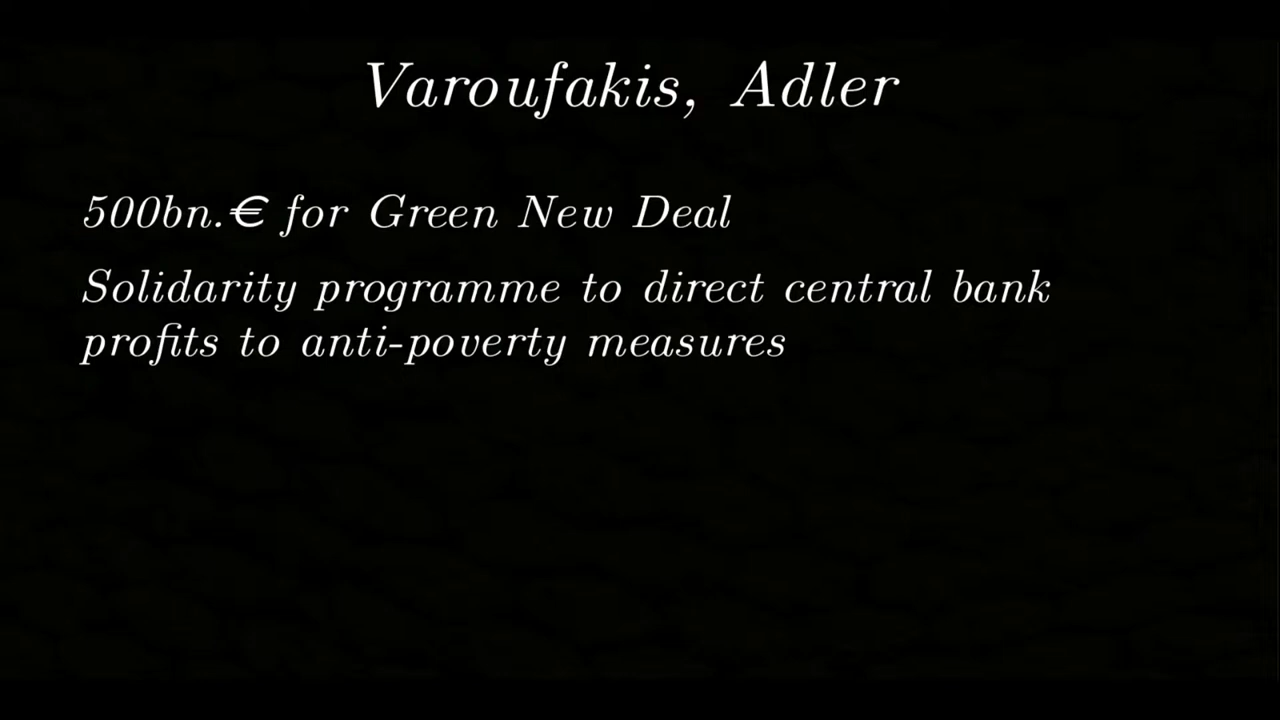 Varoufakis, Adler
500bn.€ for Green New Deal
Solidarity programme to direct central bank
profits to anti-poverty measures